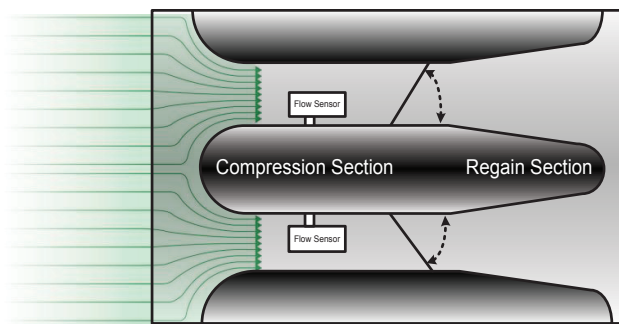 Flow Sensor
Compression Section
Regain Section
Flow Sensor